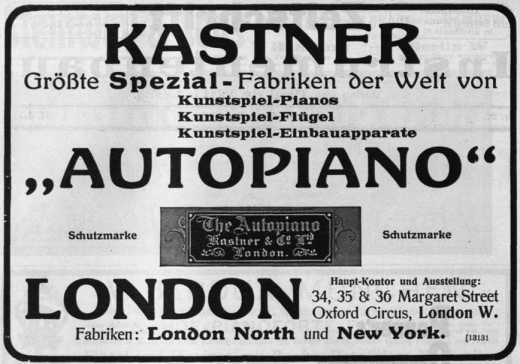 KASTNER
Größte Spezial-Fabriken der Welt von
Kunstspiel-Pianos
Kunstspiel-Flügel
Kunstspiel-Einbauapparate
„AUTOPIANO“
Schutzmarke
The Autopiano
Kastner & Co Ld
London.
Schutzmarke
LONDON
Haupt-Kontor und Ausstellung:
34, 35 & 36 Margaret Street
Oxford Circus, London W.
Fabriken: London North und New York.
[13131